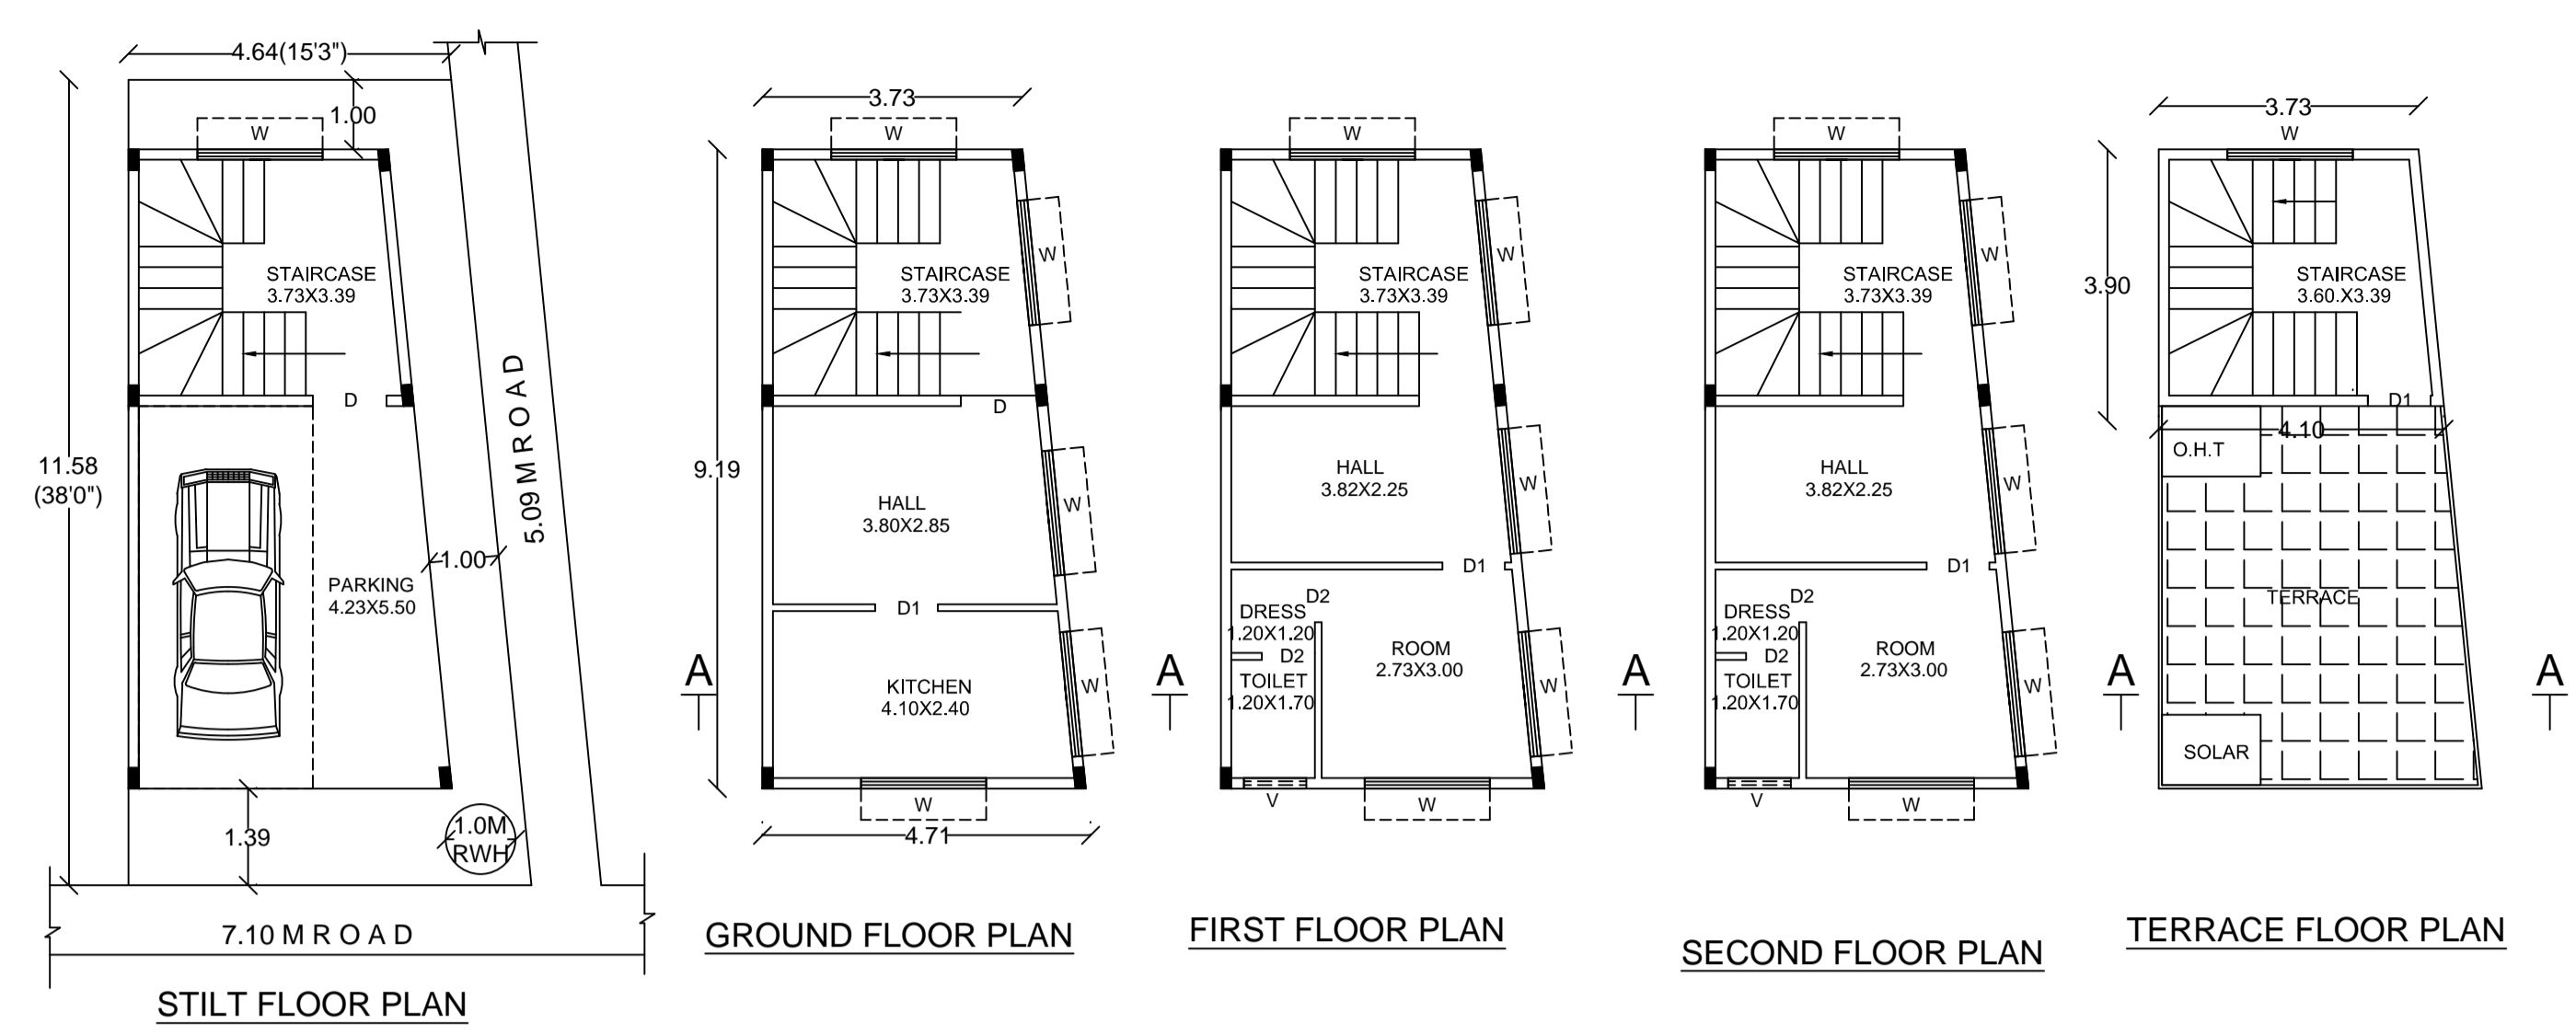 4.64(15'3")
1.00
W
STAIRCASE
3.73X3.39
D
11.58
(38'0")
5.09 M R O A D
1.00
PARKING
4.23X5.50
1.39
1.0M
RWH
7.10 M R O A D
STILT FLOOR PLAN
3.73
W
W
STAIRCASE
3.73X3.39
D
9.19
HALL
3.80X2.85
W
D1
A
KITCHEN
4.10X2.40
W
W
4.71
GROUND FLOOR PLAN
W
W
STAIRCASE
3.73X3.39
HALL
3.82X2.25
W
D1
D2
DRESS
1.20X1.20
D2
A
TOILET
1.20X1.70
ROOM
2.73X3.00
W
V
W
FIRST FLOOR PLAN
W
W
STAIRCASE
3.73X3.39
HALL
3.82X2.25
W
D1
D2
DRESS
1.20X1.20
D2
A
TOILET
1.20X1.70
ROOM
2.73X3.00
W
V
W
SECOND FLOOR PLAN
3.73
W
3.90
STAIRCASE
3.60.X3.39
D1
4.10
O.H.T
TERRACE
A
A
SOLAR
TERRACE FLOOR PLAN